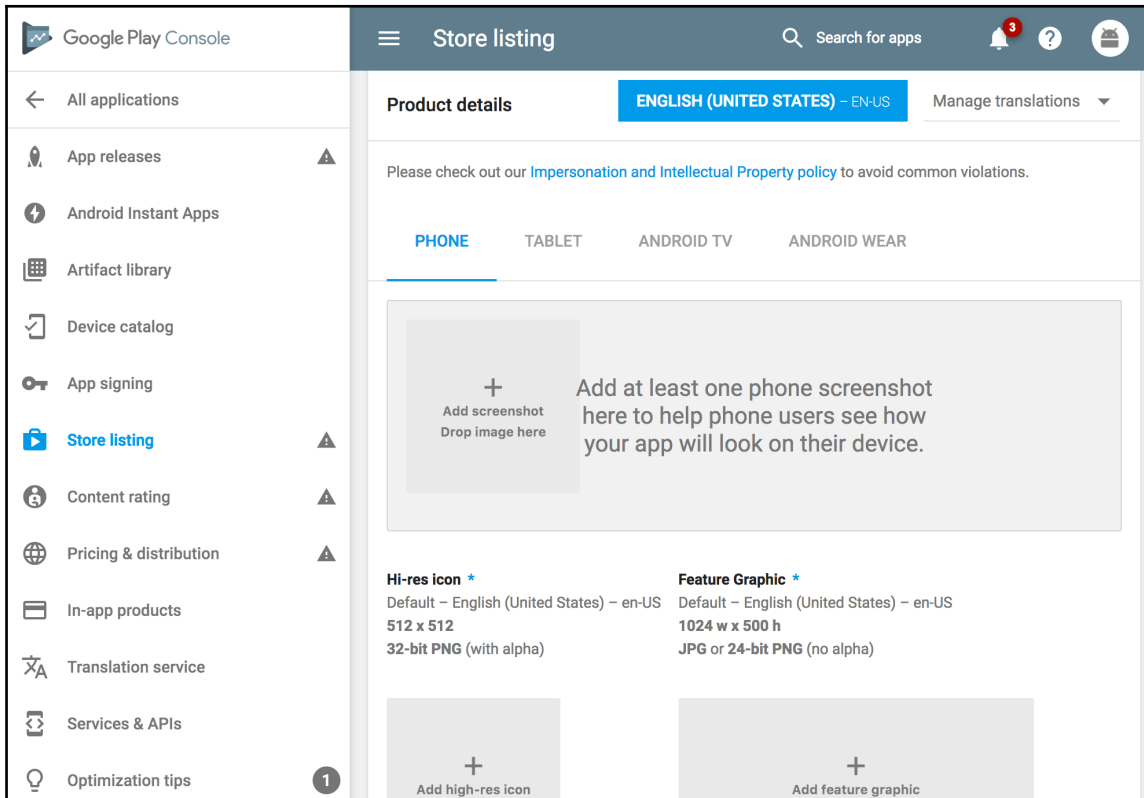 Google Play Console
Store listing
Search for apps
3
?
All applications
App releases
Android Instant Apps
Artifact library
Device catalog
App signing
Store listing
Content rating
Pricing & distribution
In-app products
Translation service
Services & APIs
Optimization tips
1
Product details
ENGLISH (UNITED STATES) – EN-US
Manage translations
Please check out our Impersonation and Intellectual Property policy to avoid common violations.
PHONE
TABLET
ANDROID TV
ANDROID WEAR
Add screenshot
Drop image here
Add at least one phone screenshot
here to help phone users see how
your app will look on their device.
Hi-res icon *
Default – English (United States) – en-US
512 x 512
32-bit PNG (with alpha)
Feature Graphic *
Default – English (United States) – en-US
1024 w x 500 h
JPG or 24-bit PNG (no alpha)
Add high-res icon
Add feature graphic